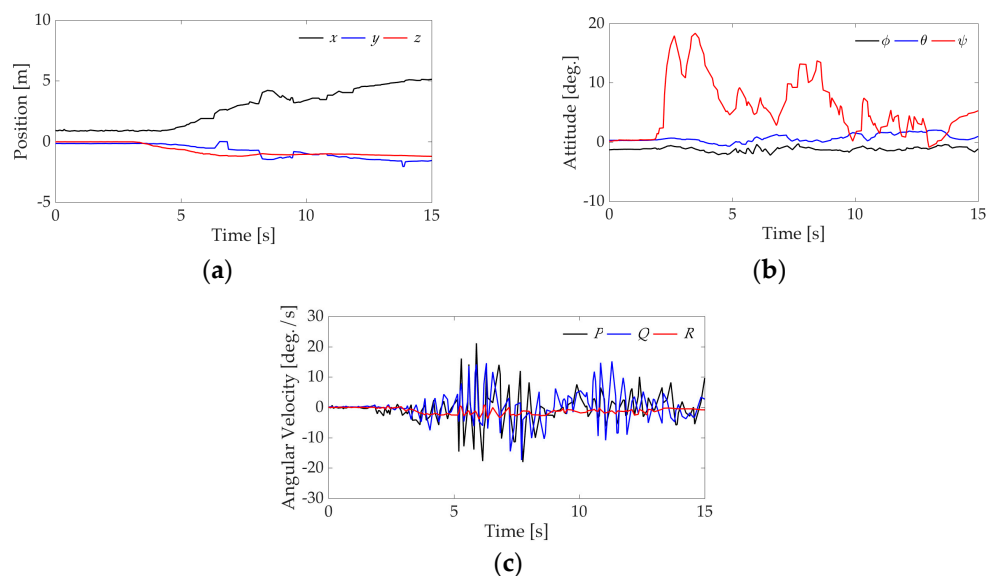 10
5
0
-5
Position [m]
x y z
0 5 10 15
Time [s]
(a)
20
10
0
-10
Attitude [deg.]
ϕ θ ψ
0 5 10 15
Time [s]
(b)
30
20
10
0
-10
-20
-30
Angular Velocity [deg./s]
P Q R
0 5 10 15
Time [s]
(c)